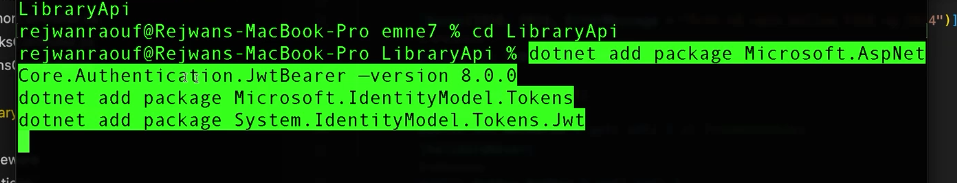 LibraryApi
rejwanraouf@Rejwans-MacBook-Pro emne7 % cd LibraryApi
rejwanraouf@Rejwans-MacBook-Pro LibraryApi % dotnet add package Microsoft.AspNet
Core.Authentication.JwtBearer —version 8.0.0
dotnet add package Microsoft.IdentityModel.Tokens
dotnet add package System.IdentityModel.Tokens.Jwt